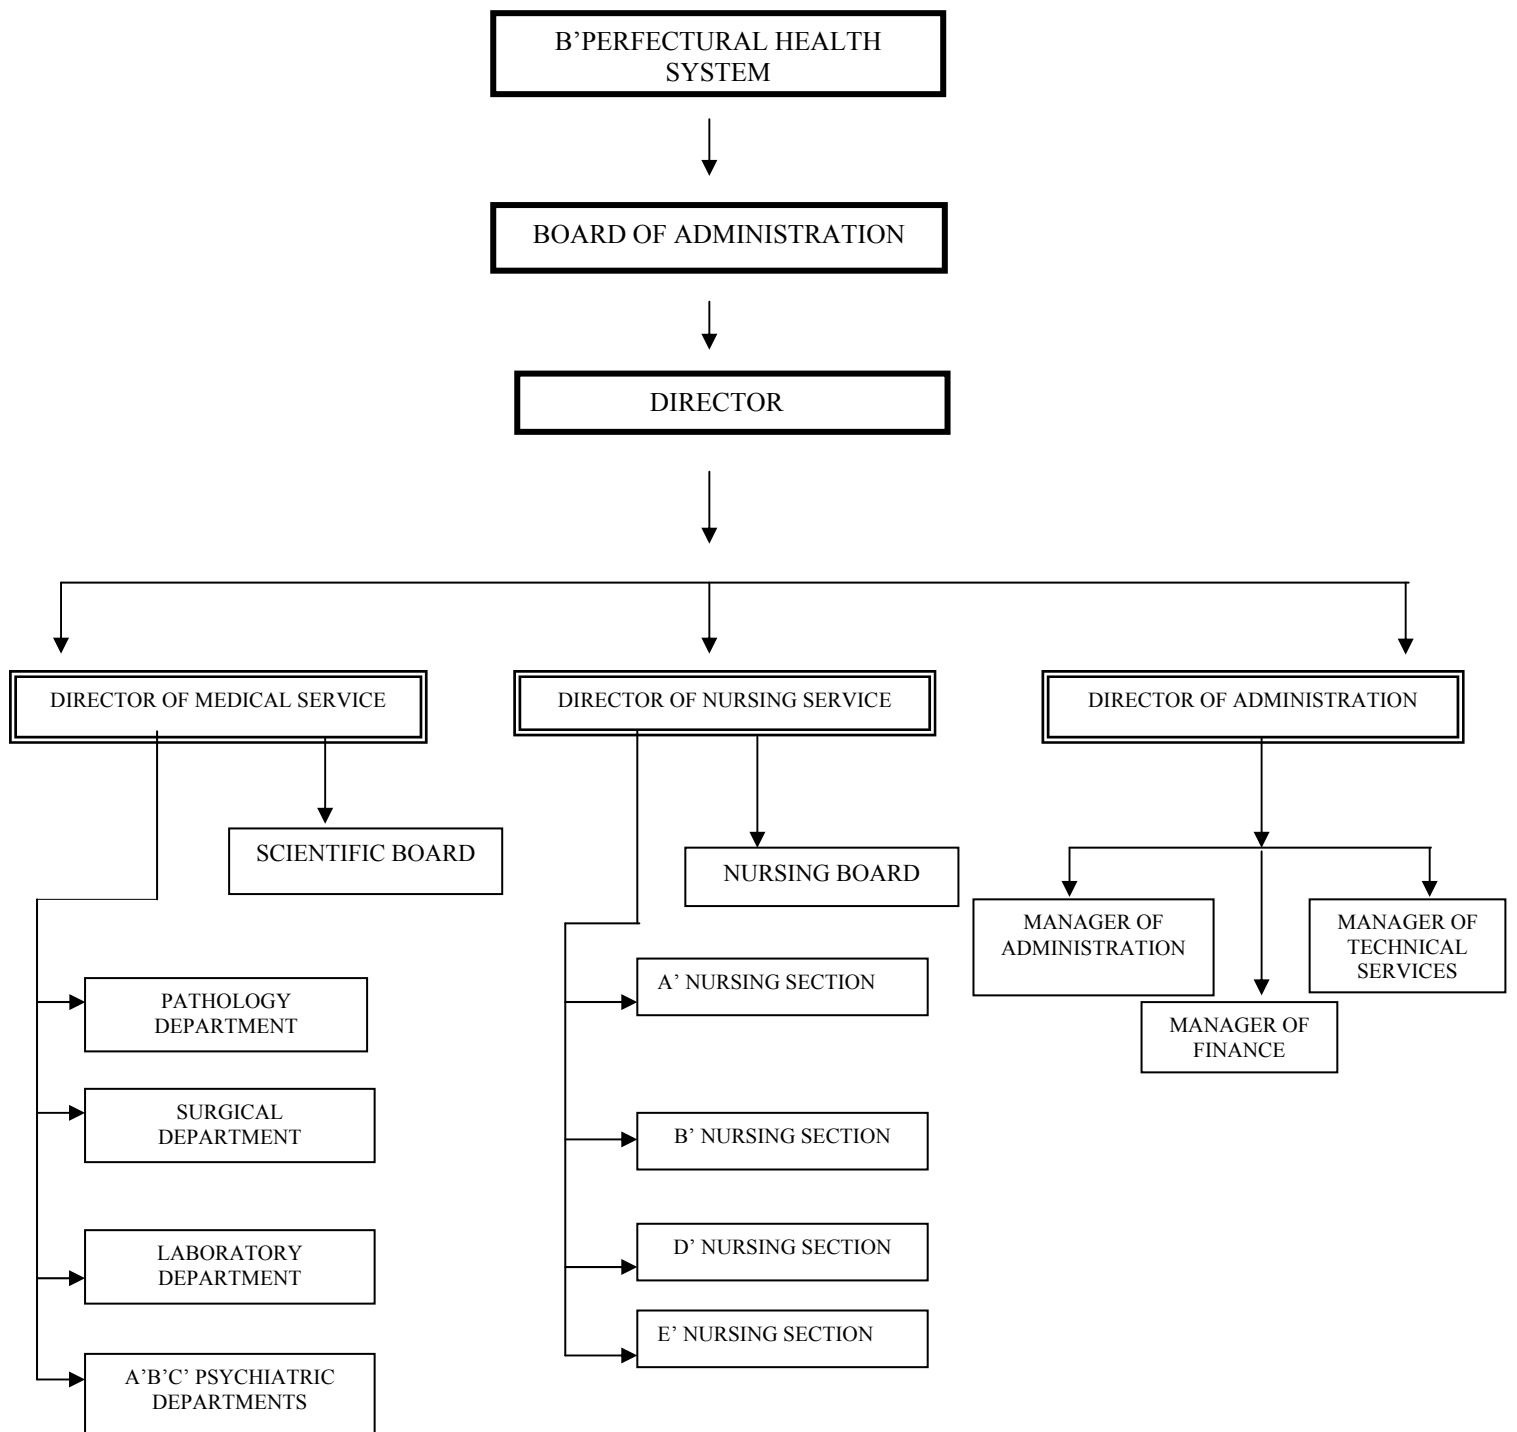 B’PERFECTURAL HEALTH
SYSTEM
BOARD OF ADMINISTRATION
DIRECTOR
DIRECTOR OF MEDICAL SERVICE
DIRECTOR OF NURSING SERVICE
DIRECTOR OF ADMINISTRATION
SCIENTIFIC BOARD
NURSING BOARD
MANAGER OF
ADMINISTRATION
MANAGER OF
TECHNICAL
SERVICES
MANAGER OF
FINANCE
PATHOLOGY
DEPARTMENT
SURGICAL
DEPARTMENT
LABORATORY
DEPARTMENT
A’B’C’ PSYCHIATRIC
DEPARTMENTS
A’ NURSING SECTION
B’ NURSING SECTION
D’ NURSING SECTION
E’ NURSING SECTION